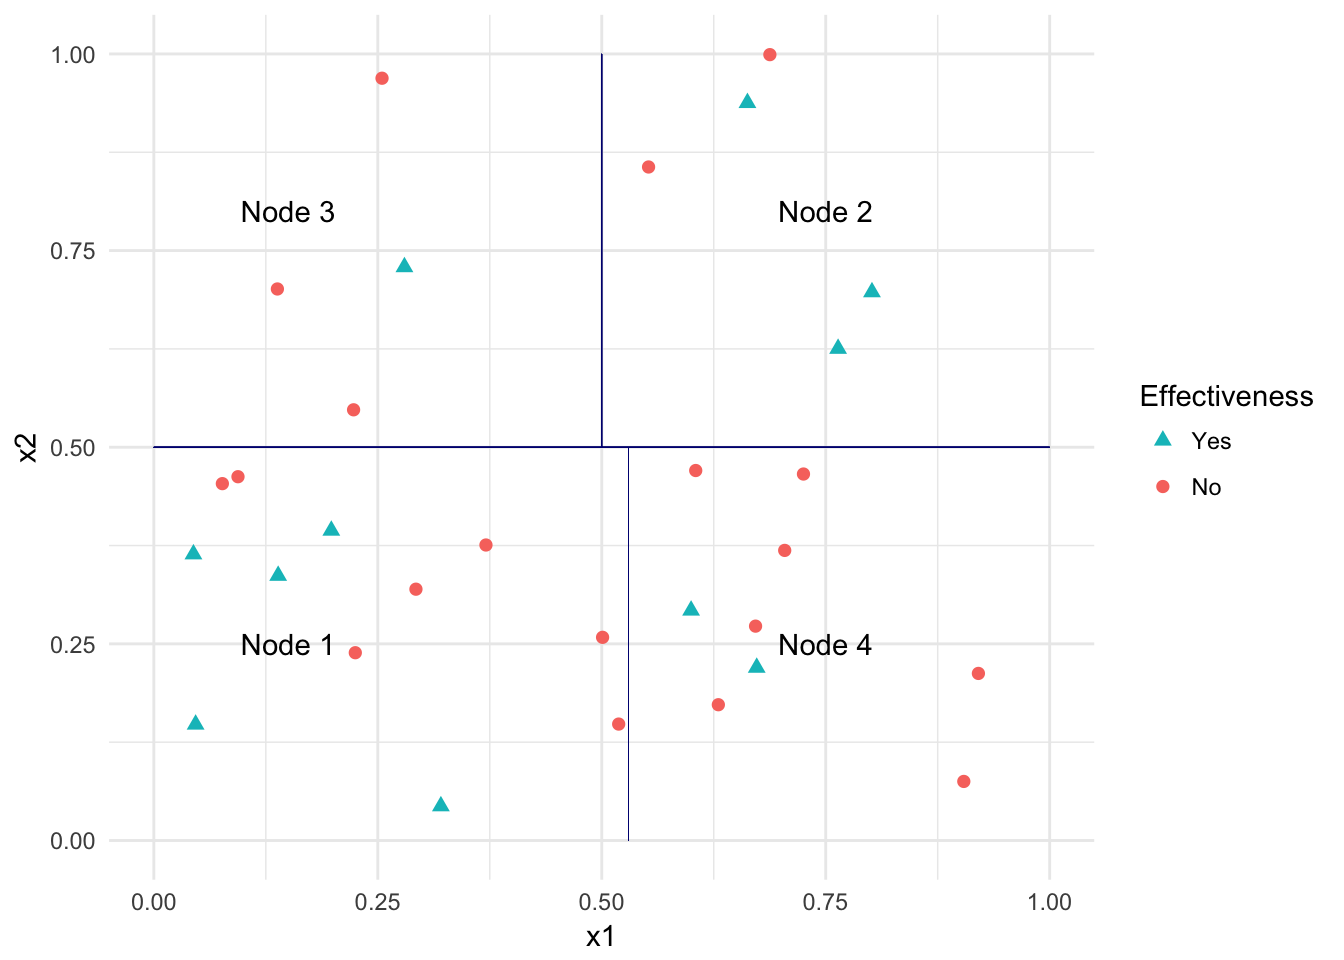 1.00
0.75
0.50
0.25
0.00
x2
Node 3
Node 2
Node 1
Node 4
0.00
0.25
0.50
0.75
1.00
x1
Effectiveness
Yes
No